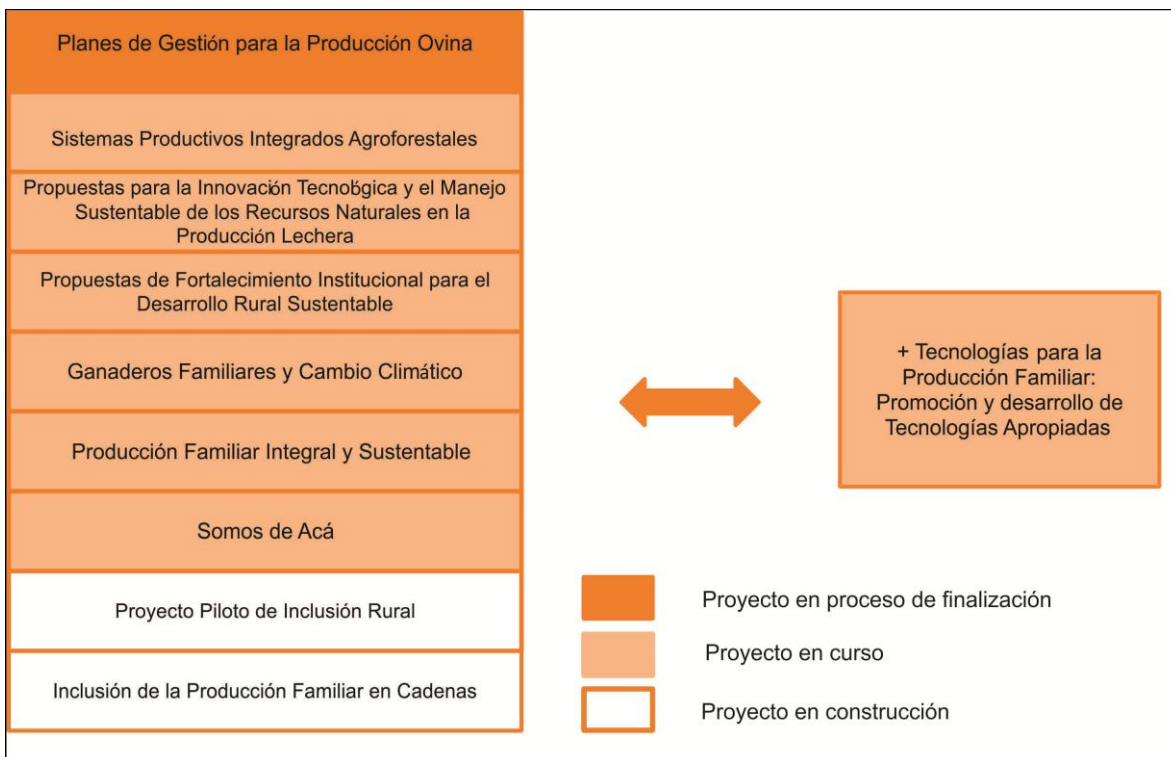 Planes de Gestión para la Producción Ovina
Sistemas Productivos Integrados Agroforestales
Propuestas para la Innovación Tecnológica y el Manejo
Sustentable de los Recursos Naturales en la
Producción Lechera
Propuestas de Fortalecimiento Institucional para el
Desarrollo Rural Sustentable
Ganaderos Familiares y Cambio Climático
Producción Familiar Integral y Sustentable
Somos de Acá
Proyecto Piloto de Inclusión Rural
Inclusión de la Producción Familiar en Cadenas
+ Tecnologías para la
Producción Familiar:
Promoción y desarrollo de
Tecnologías Apropiadas
Proyecto en proceso de finalización
Proyecto en curso
Proyecto en construcción